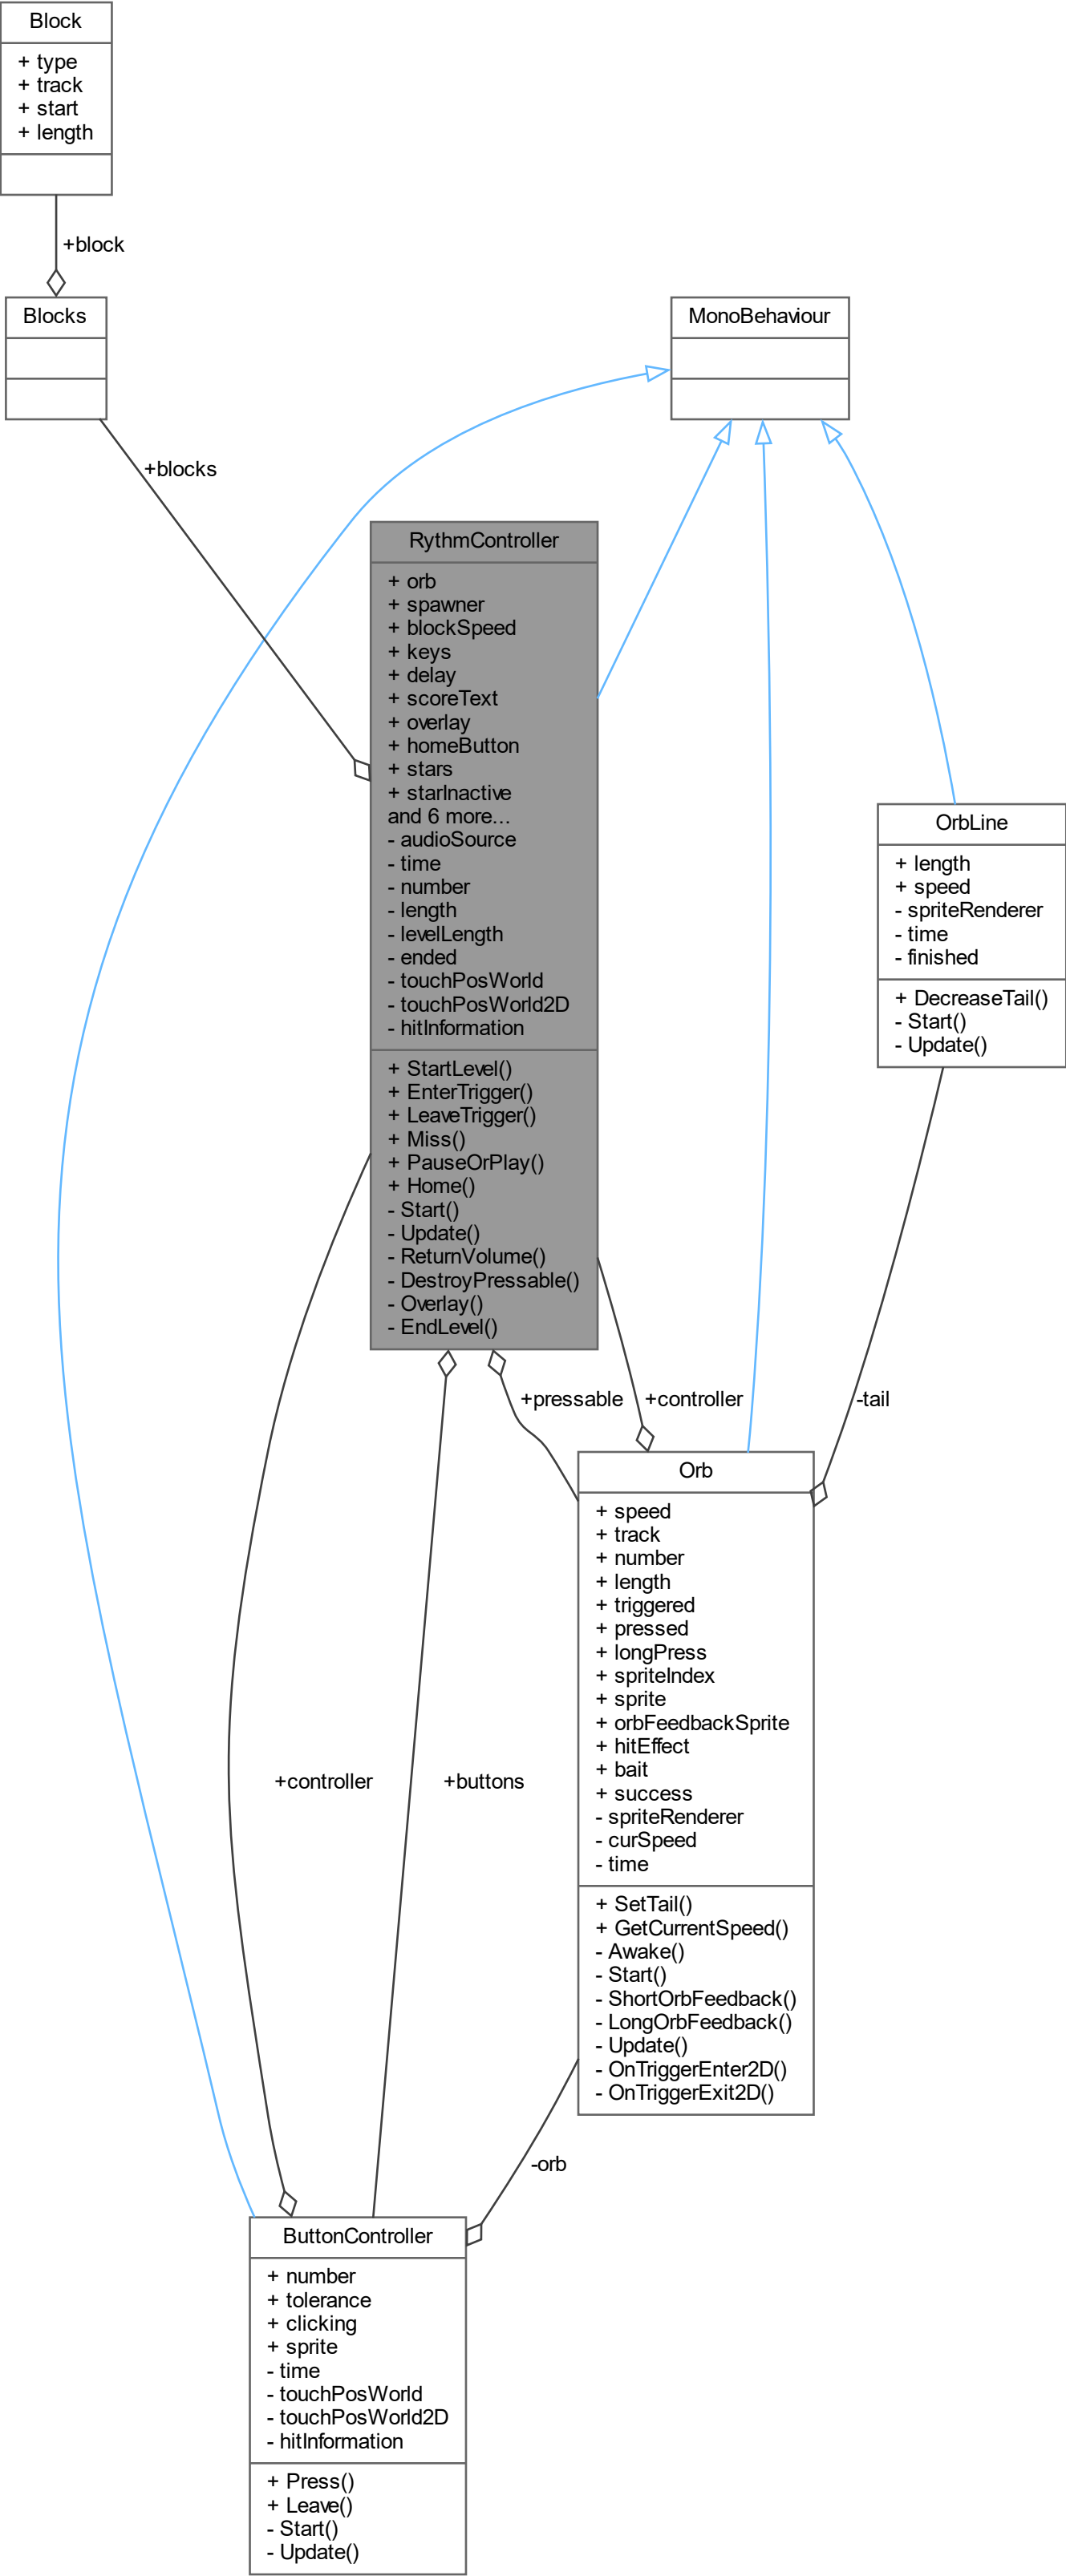 Block
+ type
+ track
+ start
+ length
+block
Blocks
MonoBehaviour
+blocks
RythmController
+ orb
+ spawner
+ blockSpeed
+ keys
+ delay
+ scoreText
+ overlay
+ homeButton
+ stars
+ starInactive
and 6 more...
- audioSource
- time
- number
- length
- levelLength
- ended
- touchPosWorld
- touchPosWorld2D
- hitInformation
+ StartLevel()
+ EnterTrigger()
+ LeaveTrigger()
+ Miss()
+ PauseOrPlay()
+ Home()
- Start()
- Update()
- ReturnVolume()
- DestroyPressable()
- Overlay()
- EndLevel()
OrbLine
+ length
+ speed
- spriteRenderer
- time
- finished
+ DecreaseTail()
- Start()
- Update()
+pressable
+controller
-tail
Orb
+ speed
+ track
+ number
+ length
+ triggered
+ pressed
+ longPress
+ spriteIndex
+ sprite
+ orbFeedbackSprite
+ hitEffect
+ bait
+ success
- spriteRenderer
- curSpeed
- time
+ SetTail()
+ GetCurrentSpeed()
- Awake()
- Start()
- ShortOrbFeedback()
- LongOrbFeedback()
- Update()
- OnTriggerEnter2D()
- OnTriggerExit2D()
+controller
+buttons
-orb
ButtonController
+ number
+ tolerance
+ clicking
+ sprite
- time
- touchPosWorld
- touchPosWorld2D
- hitInformation
+ Press()
+ Leave()
- Start()
- Update()